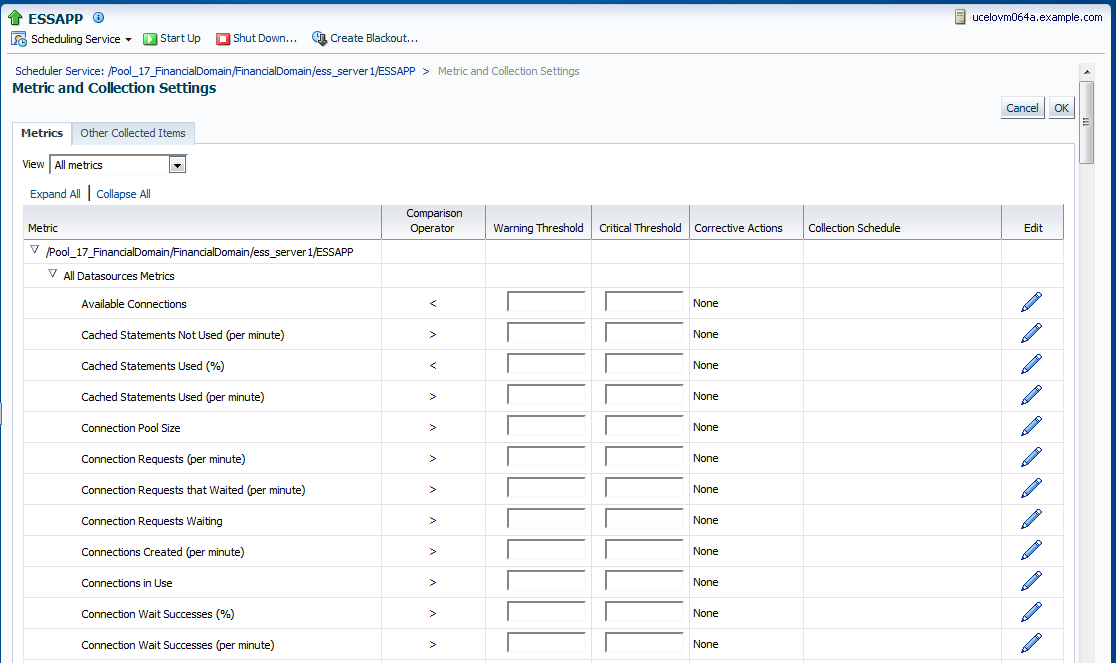 ESSAPP
ucelovm064a.example.com
Scheduling Service Start Up Shut Down... Create Blackout...
Scheduler Service: /Pool_17_FinancialDomain/FinancialDomain/ess_server1/ESSAPP > Metric and Collection Settings
Metric and Collection Settings
Cancel OK
Metrics Other Collected Items
View All metrics
Expand All Collapse All
Metric Comparison Operator Warning Threshold Critical Threshold Corrective Actions Collection Schedule Edit
/Pool_17_FinancialDomain/FinancialDomain/ess_server1/ESSAPP
All Datasources Metrics
Available Connections < None
Cached Statements Not Used (per minute) > None
Cached Statements Used (%) < None
Cached Statements Used (per minute) > None
Connection Pool Size > None
Connection Requests (per minute) > None
Connection Requests that Waited (per minute) > None
Connection Requests Waiting > None
Connections Created (per minute) > None
Connections in Use > None
Connection Wait Successes (%) > None
Connection Wait Successes (per minute) > None